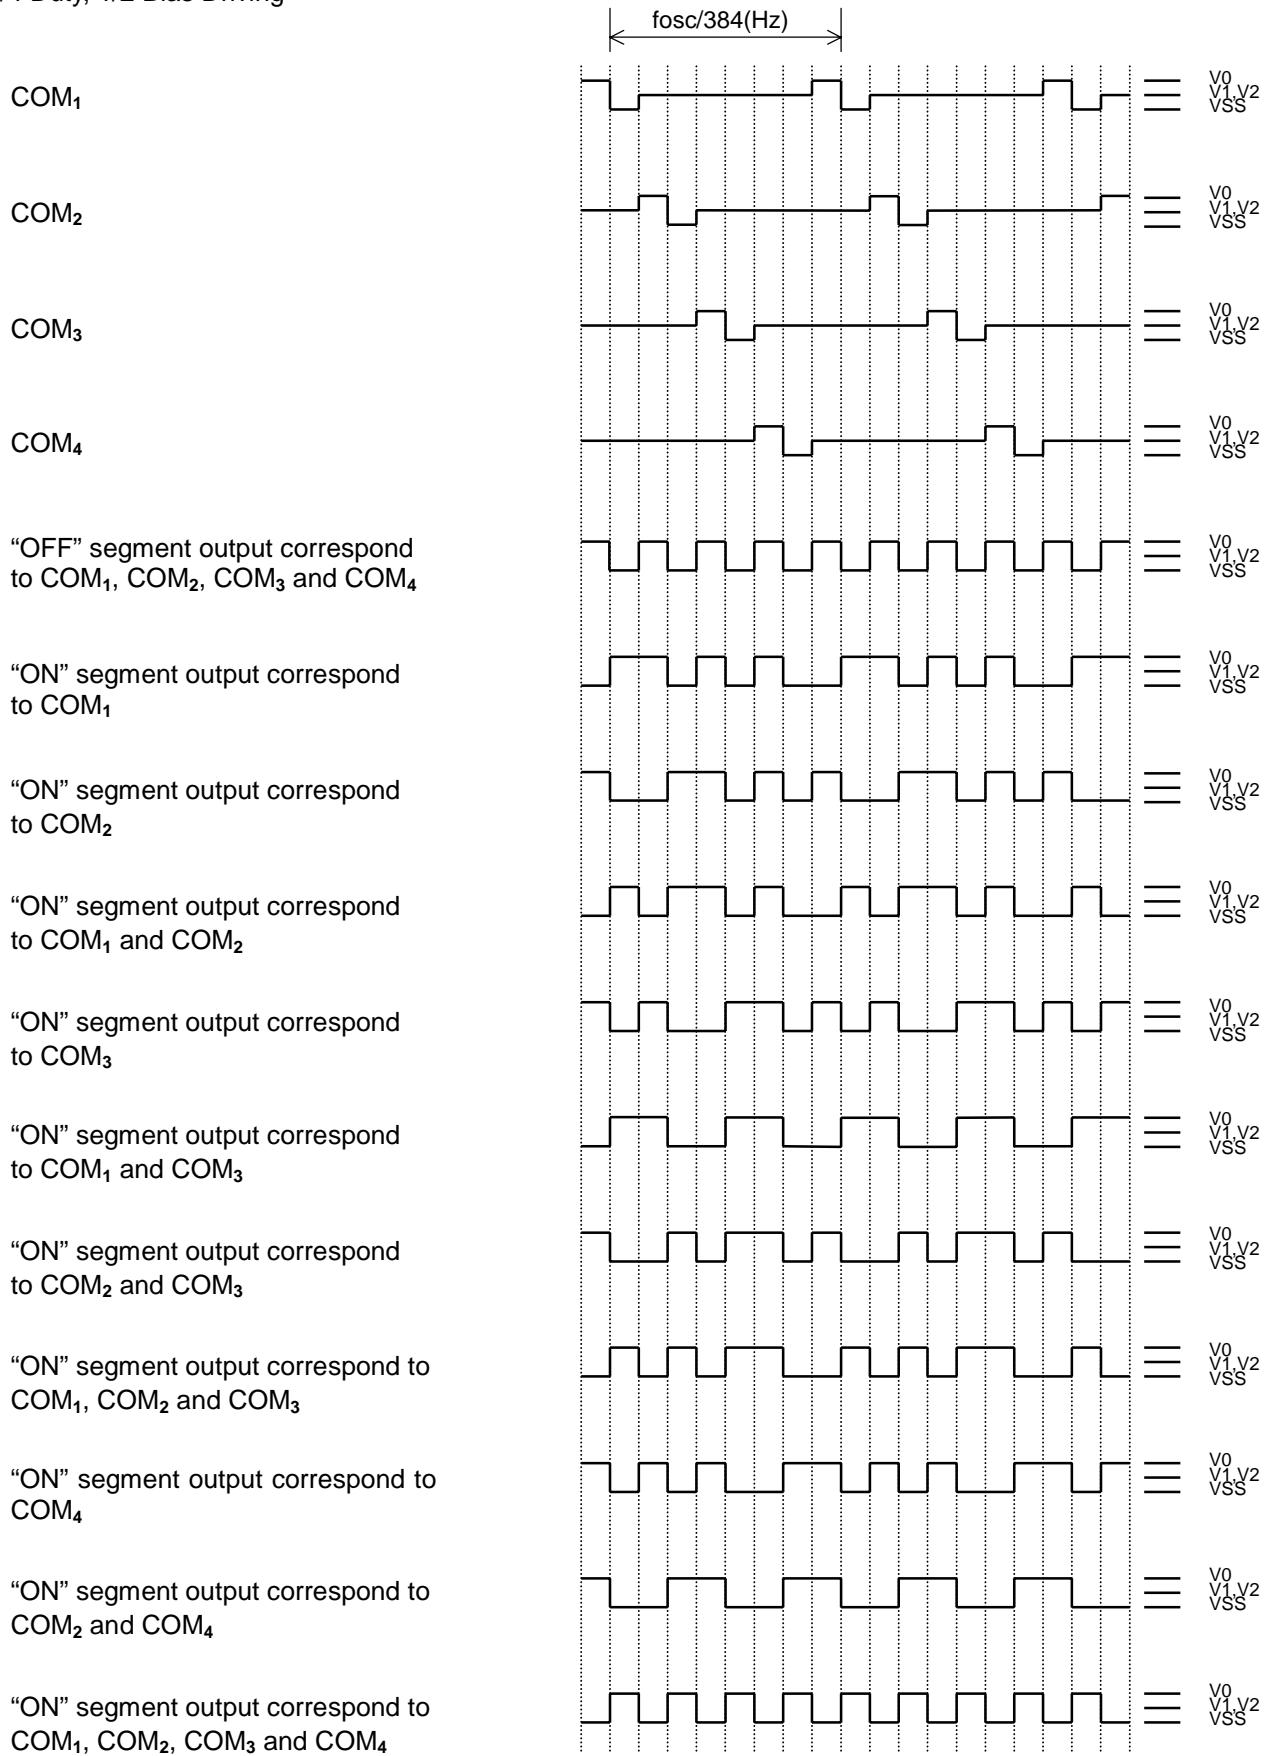 Duty, 1/2 Bias Driving
fosc/384(Hz)
COM1
V0
V1,V2
VSS
COM2
V0
V1,V2
VSS
COM3
V0
V1,V2
VSS
COM4
V0
V1,V2
VSS
“OFF” segment output correspond
to COM1, COM2, COM3 and COM4
V0
V1,V2
VSS
“ON” segment output correspond
to COM1
V0
V1,V2
VSS
“ON” segment output correspond
to COM2
V0
V1,V2
VSS
“ON” segment output correspond
to COM1 and COM2
V0
V1,V2
VSS
“ON” segment output correspond
to COM3
V0
V1,V2
VSS
“ON” segment output correspond
to COM1 and COM3
V0
V1,V2
VSS
“ON” segment output correspond
to COM2 and COM3
V0
V1,V2
VSS
“ON” segment output correspond to
COM1, COM2 and COM3
V0
V1,V2
VSS
“ON” segment output correspond to
COM4
V0
V1,V2
VSS
“ON” segment output correspond to
COM2 and COM4
V0
V1,V2
VSS
“ON” segment output correspond to
COM1, COM2, COM3 and COM4
V0
V1,V2
VSS